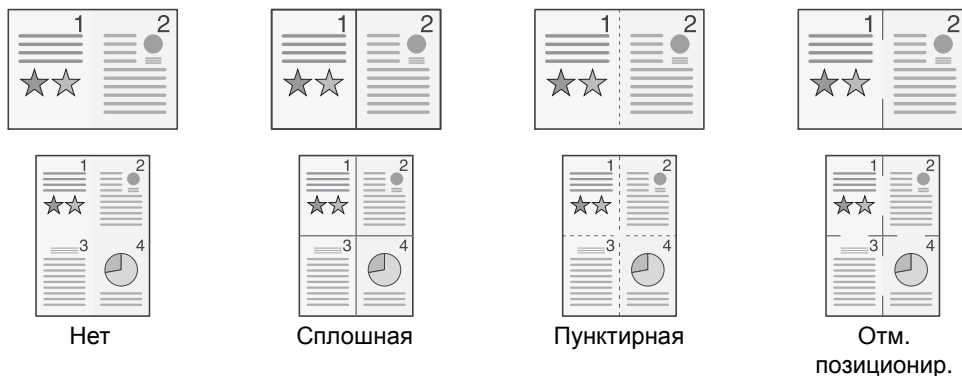 1 2 1 2 1 2 1 2
1 2 1 2 1 2 1 2
3 4 3 4 3 4 3 4
Нет Сплошная Пунктирная Отм.
позиционир.